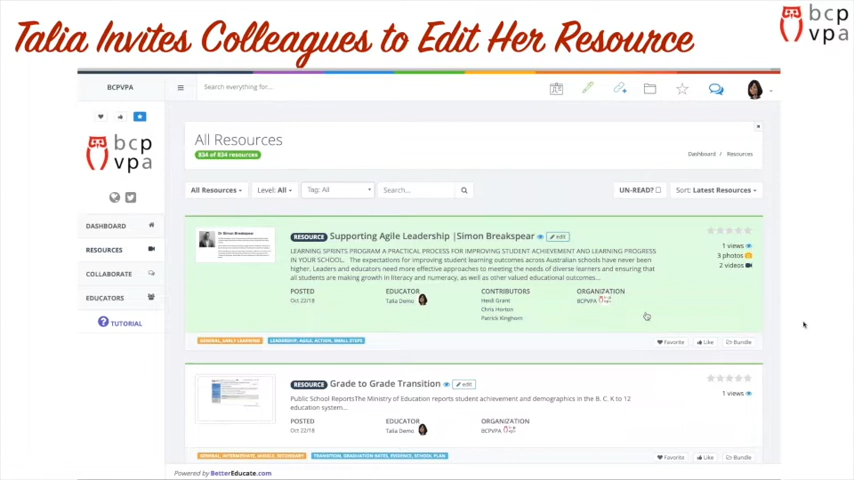 Talia Invites Colleagues to Edit Her Resource
bcp
vpa
BCPVPA
Search everything for...
bcp
vpa
All Resources
834 of 834 resources
Dashboard / Resources
All Resources
Level: All
Tag: All
Search...
UN-READ?
Sort: Latest Resources
DASHBOARD
RESOURCES
COLLABORATE
EDUCATORS
TUTORIAL
RESOURCE Supporting Agile Leadership |Simon Breakspear edit
LEARNING SPRINTS PROGRAM A PRACTICAL PROCESS FOR IMPROVING STUDENT ACHIEVEMENT AND LEARNING PROGRESS
IN YOUR SCHOOL. The expectations for improving student learning outcomes across Australian schools have never been
higher. Leaders and educators need more effective approaches to meeting the needs of diverse learners and ensuring that
all students are making growth in literacy and numeracy, as well as other valued educational outcomes...
1 views
3 photos
2 videos
POSTED
Oct 22/18
EDUCATOR
Talia Demo
CONTRIBUTORS
Heidi Grant
Chris Horton
Patrick Kinghorn
ORGANIZATION
BCPVPA
GENERAL, EARLY LEARNING
LEADERSHIP, AGILE, ACTION, SMALL STEPS
Favorite
Like
Bundle
RESOURCE Grade to Grade Transition edit
Public School ReportsThe Ministry of Education reports student achievement and demographics in the B. C. K to 12
education system...
1 views
POSTED
Oct 22/18
EDUCATOR
Talia Demo
ORGANIZATION
BCPVPA
GENERAL, INTERMEDIATE, MIDDLE, SECONDARY
TRANSITION, GRADUATION RATES, EVIDENCE, SCHOOL PLAN
Favorite
Like
Bundle
Powered by BetterEducate.com